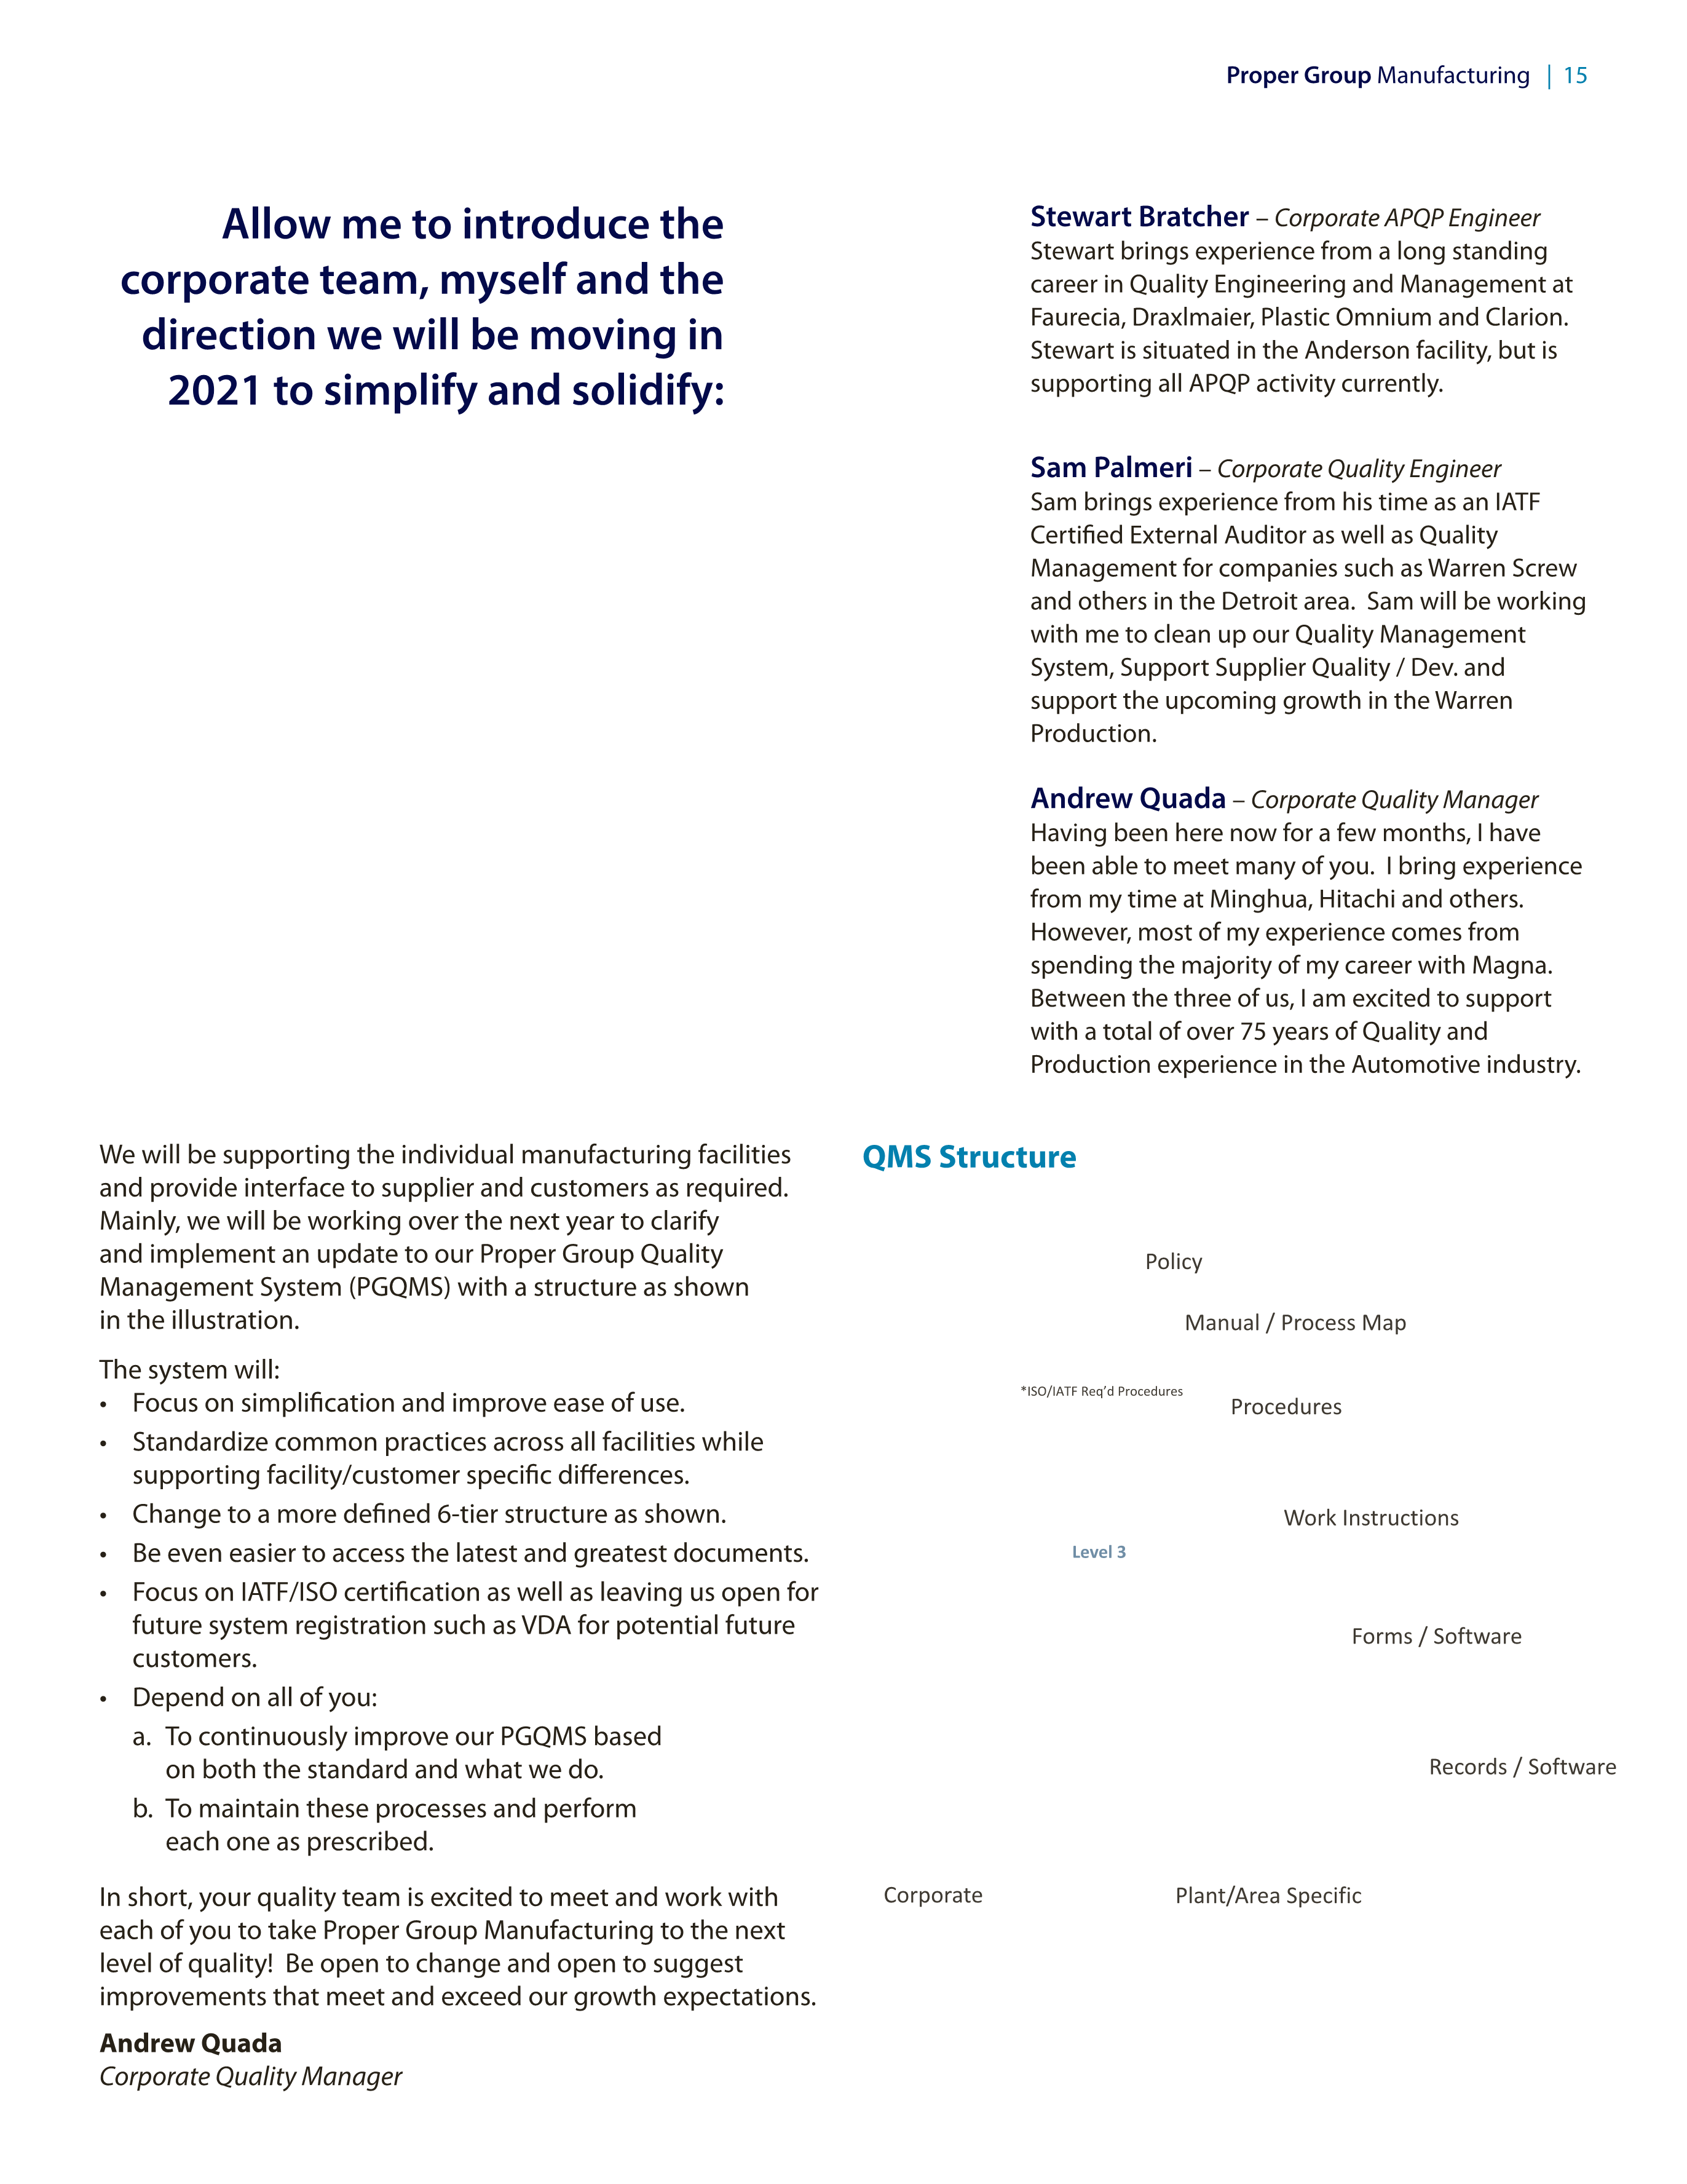 Proper Group Manufacturing | 15
Allow me to introduce the
corporate team, myself and the
direction we will be moving in
2021 to simplify and solidify:
Stewart Bratcher – Corporate APQP Engineer
Stewart brings experience from a long standing
career in Quality Engineering and Management at
Faurecia, Draxlmaier, Plastic Omnium and Clarion.
Stewart is situated in the Anderson facility, but is
supporting all APQP activity currently.
Sam Palmeri – Corporate Quality Engineer
Sam brings experience from his time as an IATF
Certified External Auditor as well as Quality
Management for companies such as Warren Screw
and others in the Detroit area.  Sam will be working
with me to clean up our Quality Management
System, Support Supplier Quality / Dev. and
support the upcoming growth in the Warren
Production.
Andrew Quada – Corporate Quality Manager
Having been here now for a few months, I have
been able to meet many of you.  I bring experience
from my time at Minghua, Hitachi and others.
However, most of my experience comes from
spending the majority of my career with Magna.
Between the three of us, I am excited to support
with a total of over 75 years of Quality and
Production experience in the Automotive industry.
We will be supporting the individual manufacturing facilities
and provide interface to supplier and customers as required.
Mainly, we will be working over the next year to clarify
and implement an update to our Proper Group Quality
Management System (PGQMS) with a structure as shown
in the illustration.
The system will:
• Focus on simplification and improve ease of use.
• Standardize common practices across all facilities while
supporting facility/customer specific differences.
• Change to a more defined 6-tier structure as shown.
• Be even easier to access the latest and greatest documents.
• Focus on IATF/ISO certification as well as leaving us open for
future system registration such as VDA for potential future
customers.
• Depend on all of you:
a. To continuously improve our PGQMS based
on both the standard and what we do.
b. To maintain these processes and perform
each one as prescribed.
In short, your quality team is excited to meet and work with
each of you to take Proper Group Manufacturing to the next
level of quality!  Be open to change and open to suggest
improvements that meet and exceed our growth expectations.
Andrew Quada
Corporate Quality Manager
QMS Structure
Policy
Manual / Process Map
*ISO/IATF Req'd Procedures
Procedures
Work Instructions
Level 3
Forms / Software
Records / Software
Corporate
Plant/Area Specific